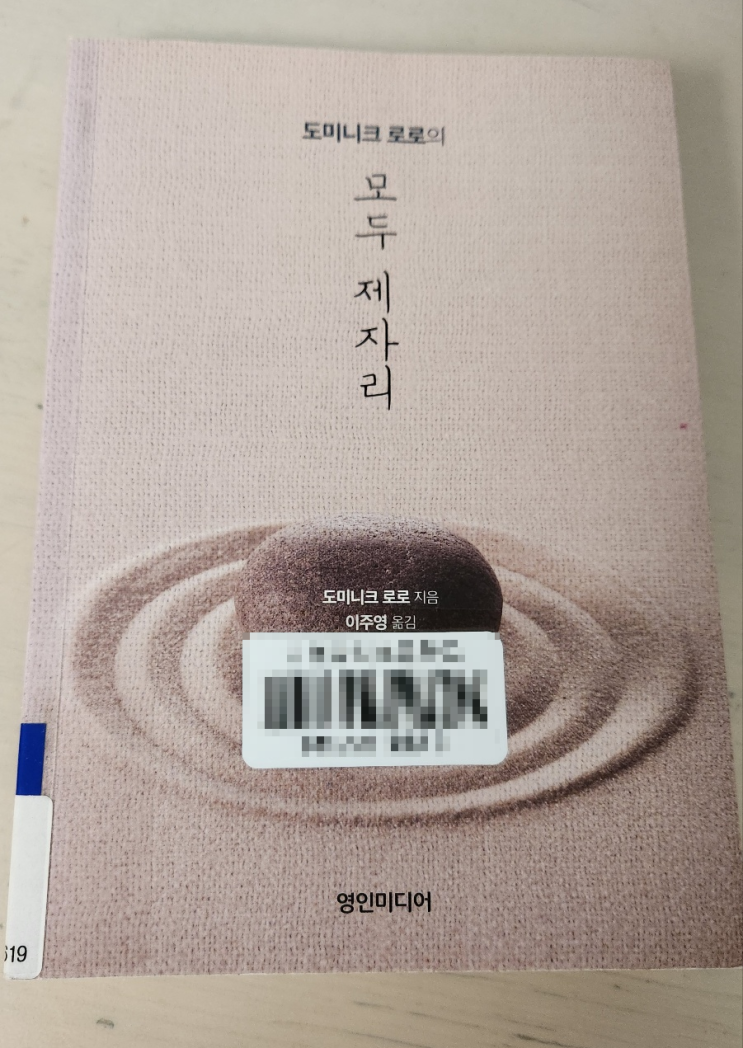 도미니크 로로의
모두 제자리
도미니크 로로 지음
이주영 옮김
영인미디어
619